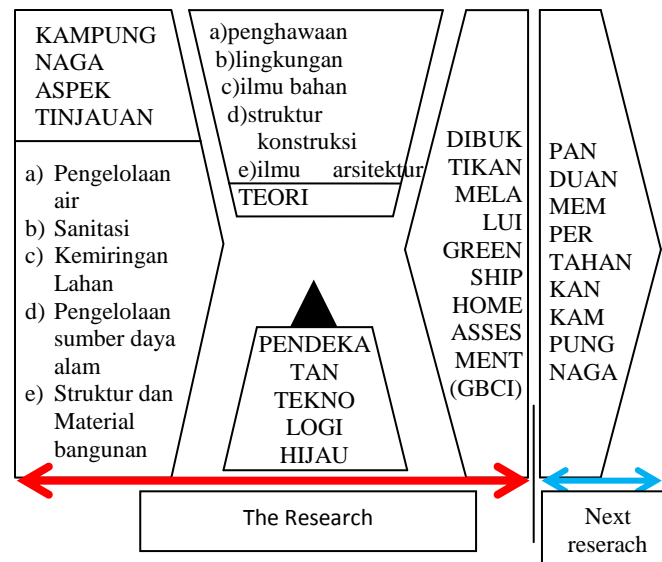 KAMPUNG
NAGA
ASPEK
TINJAUAN
a) Pengelolaan
air
b) Sanitasi
c) Kemiringan
Lahan
d) Pengelolaan
sumber daya
alam
e) Struktur dan
Material
bangunan
a)penghawaan
b)lingkungan
c)ilmu bahan
d)struktur
konstruksi
e)ilmu arsitektur
TEORI
PENDEKA
TAN
TEKNO
LOGI
HIJAU
DIBUK
TIKAN
MELA
LUI
GREEN
SHIP
HOME
ASSES
MENT
(GBCI)
PAN
DUAN
MEM
PER
TAHAN
KAN
KAM
PUNG
NAGA
The Research
Next
reserach